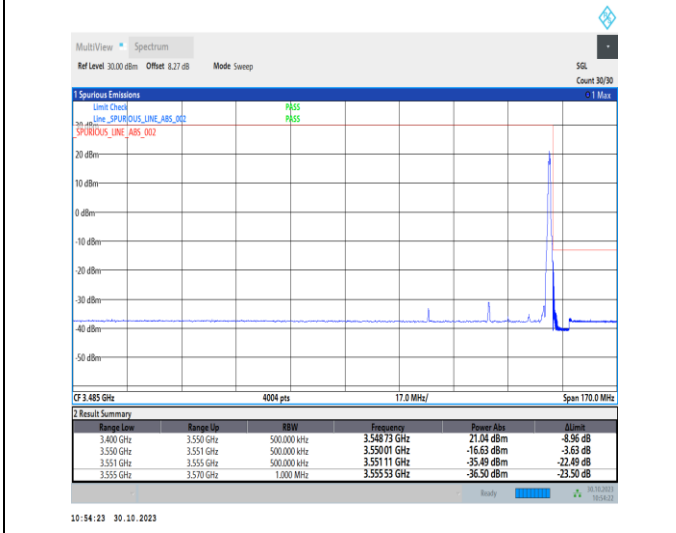 MultiView Spectrum
Ref Level 30.00 dBm Offset 8.27 dB Mode Sweep SGL
Count 30/30
1 Spurious Emissions 1 Max
Limit Check PASS
Line _SPURIOUS_LINE_ABS_002 PASS
30 dBm
SPURIOUS_LINE_ABS_002
20 dBm
10 dBm
0 dBm
-10 dBm
-20 dBm
-30 dBm
-40 dBm
-50 dBm
CF 3.485 GHz 4004 pts 17.0 MHz/ Span 170.0 MHz
2 Result Summary
Range Low Range Up RBW Frequency Power Abs ΔLimit
3.400 GHz 3.550 GHz 500.000 kHz 3.548 73 GHz 21.04 dBm -8.96 dB
3.550 GHz 3.551 GHz 500.000 kHz 3.550 01 GHz -16.63 dBm -3.63 dB
3.551 GHz 3.555 GHz 500.000 kHz 3.551 11 GHz -35.49 dBm -22.49 dB
3.555 GHz 3.570 GHz 1.000 MHz 3.555 53 GHz -36.50 dBm -23.50 dB
Ready 30.10.2023
10:54:22
10:54:23 30.10.2023